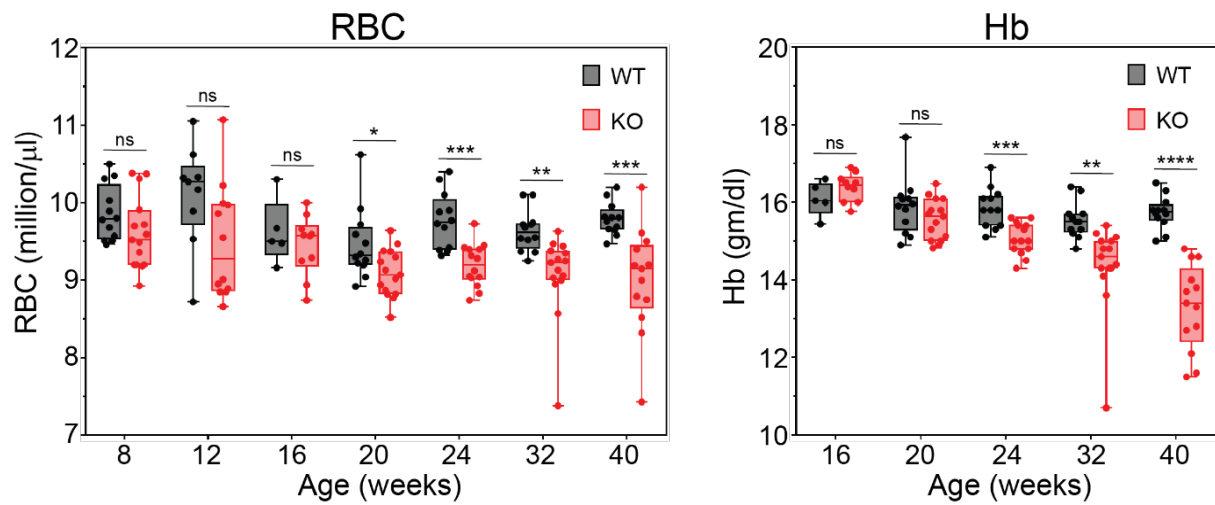 RBC
12
11
10
9
8
7
RBC (million/μl)
WT
KO
ns
ns
ns
*
***
**
***
8
12
16
20
24
32
40
Age (weeks)
Hb
20
18
16
14
12
10
Hb (gm/dl)
WT
KO
ns
ns
***
**
****
16
20
24
32
40
Age (weeks)